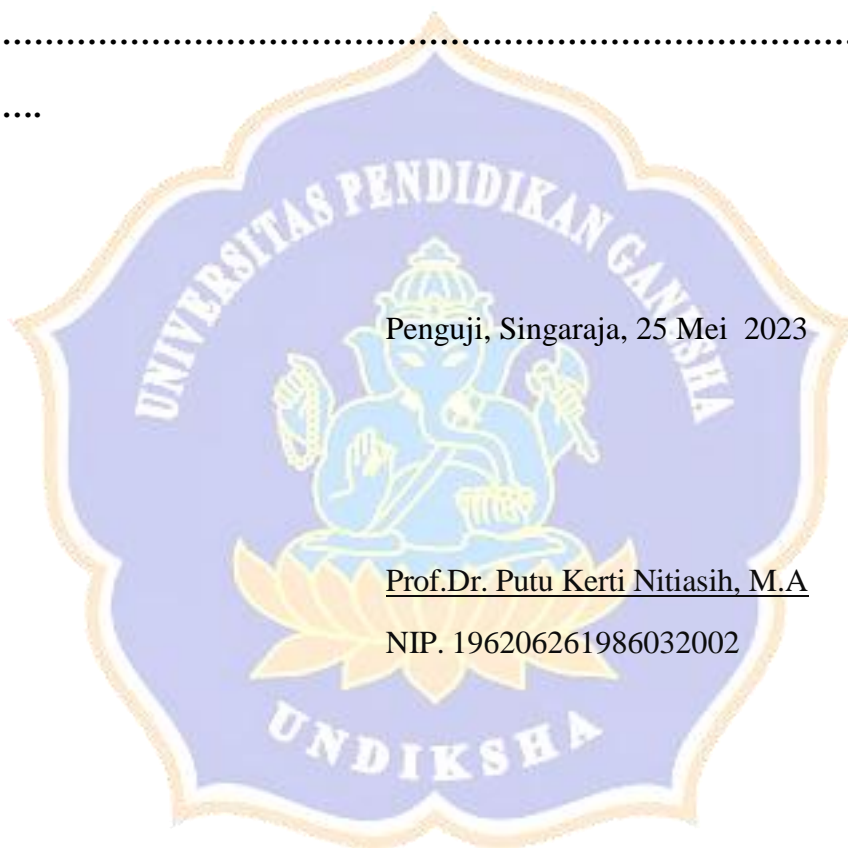 ................................................................................
....
UNIVERSITAS PENDIDIKAN GANESHA
Penguji, Singaraja, 25 Mei  2023
Prof.Dr. Putu Kerti Nitiasih, M.A
NIP. 196206261986032002
UNDIKSHA